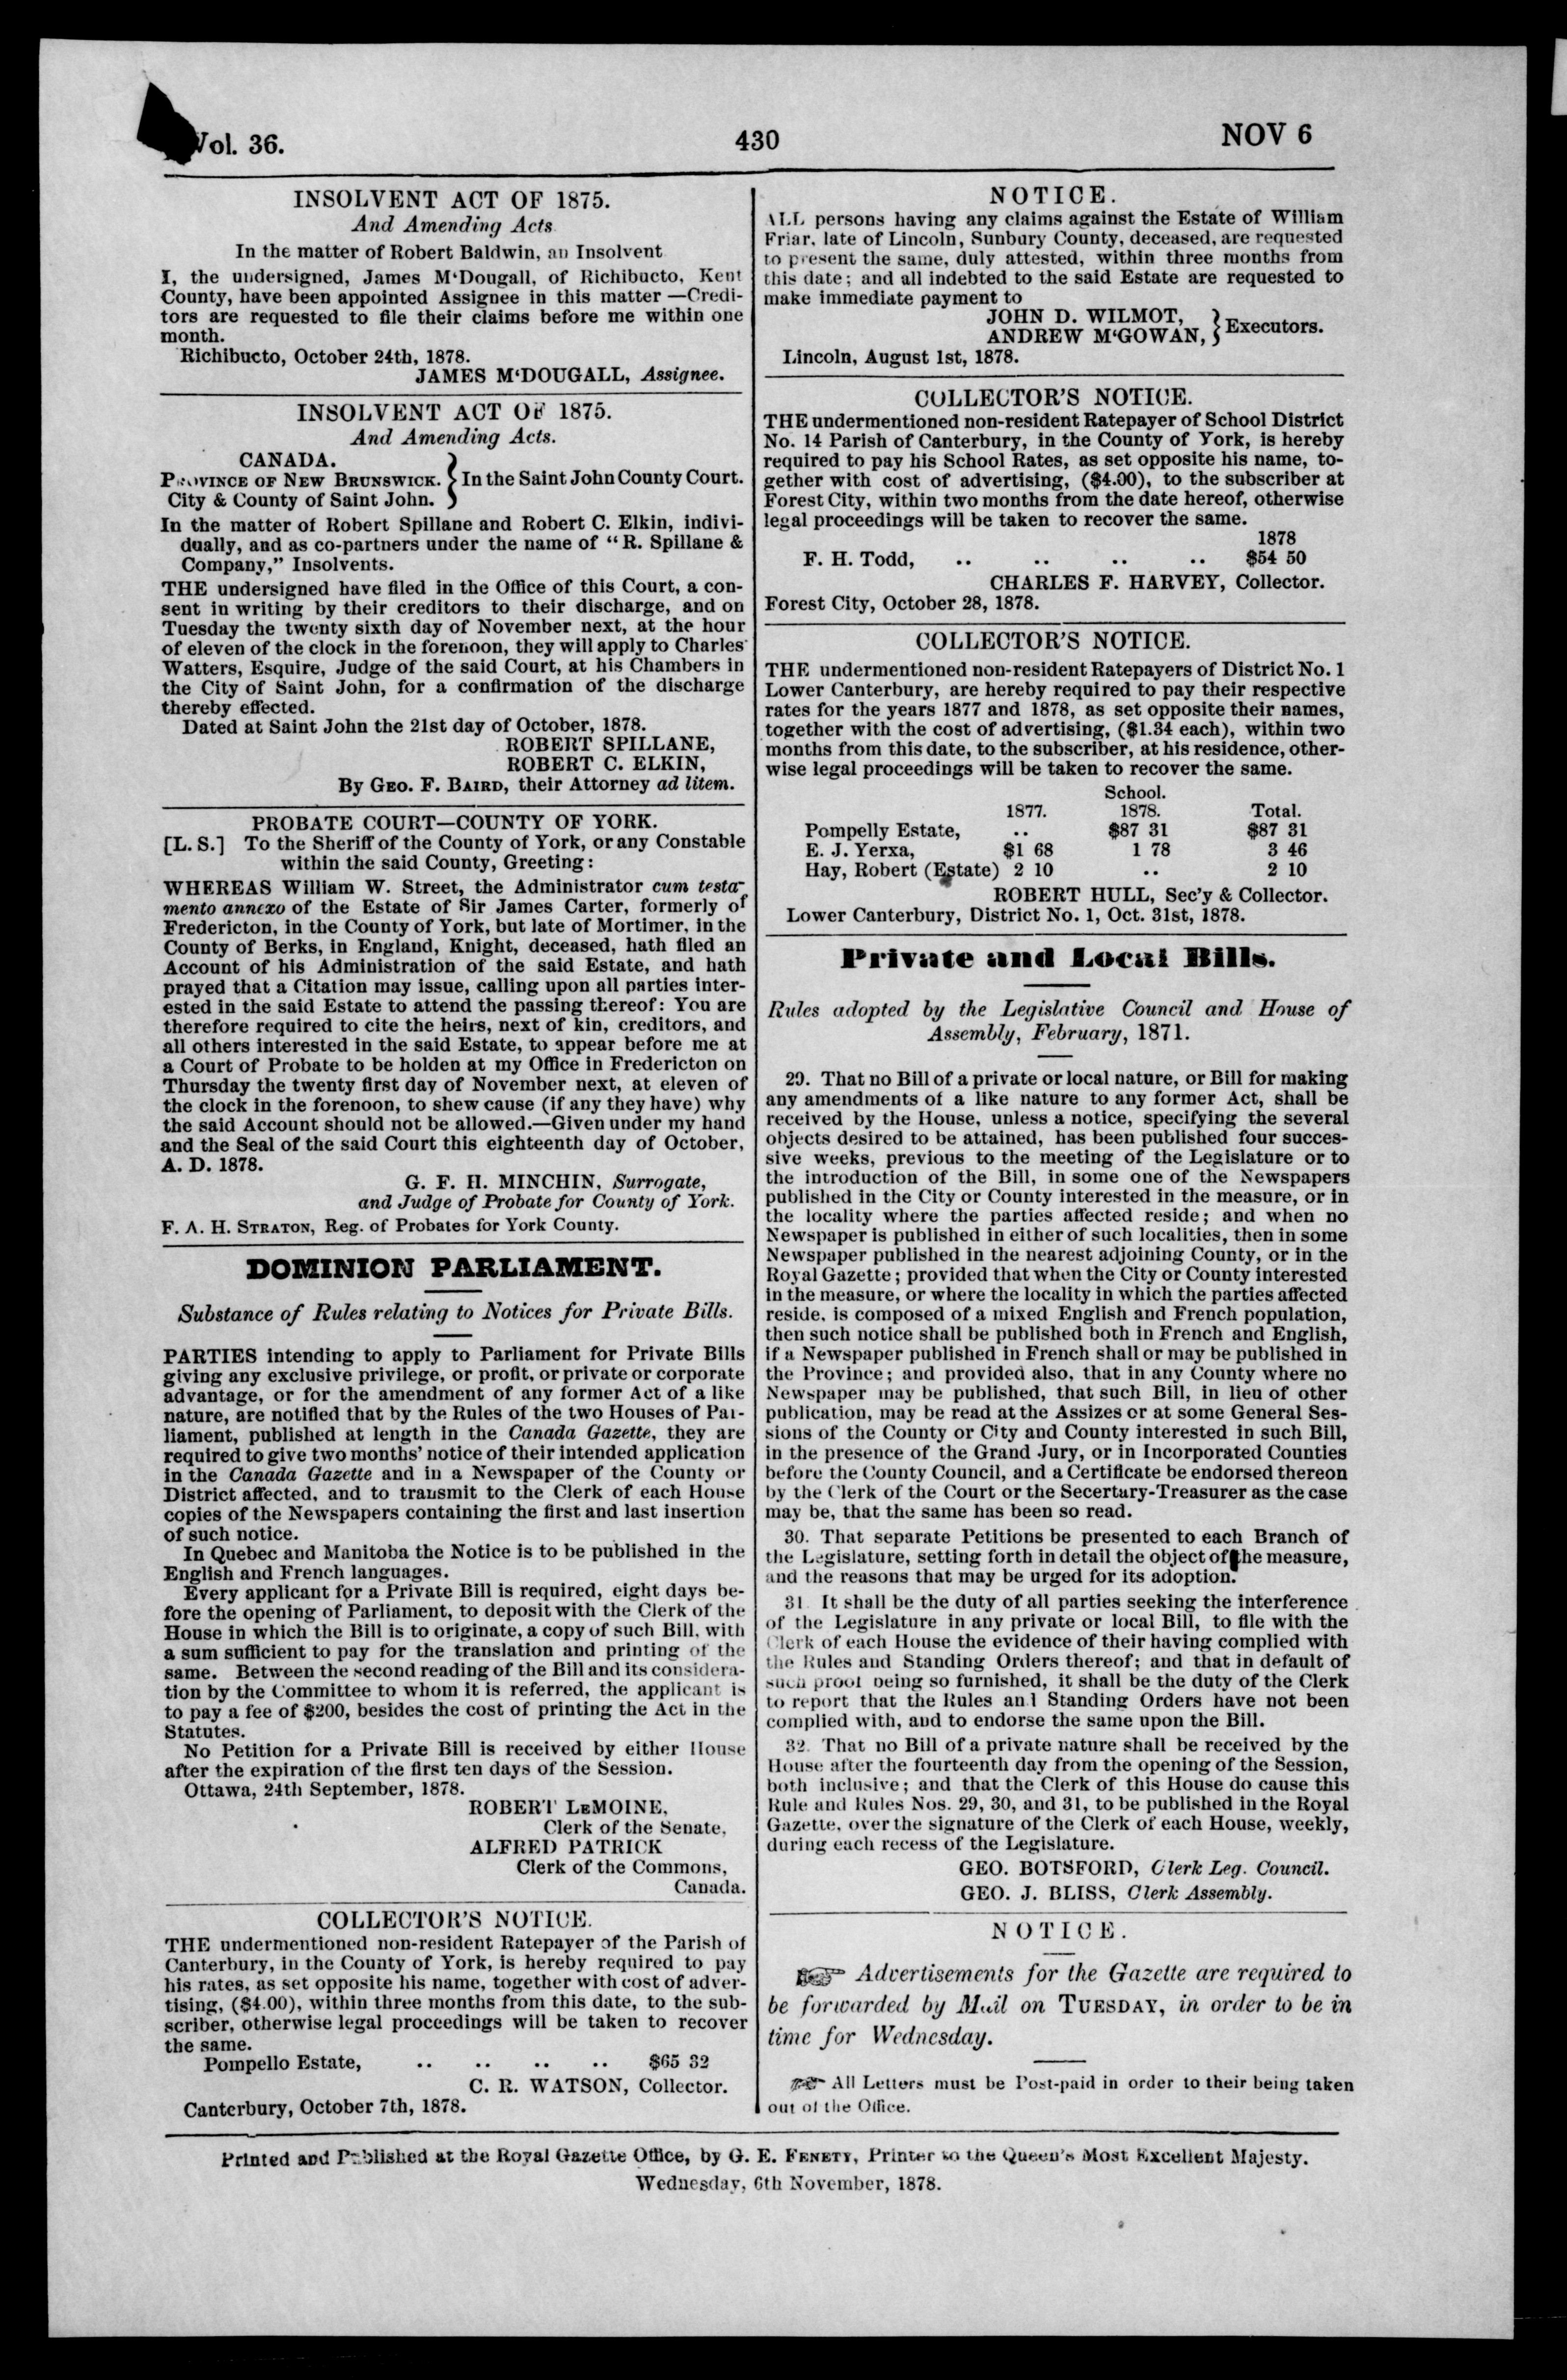 Vol. 36.
430
NOV 6
INSOLVENT ACT OF 1875.
And Amending Acts
In the matter of Robert Baldwin, an Insolvent
I, the undersigned, James M'Dougall, of Richibucto, Kent
County, have been appointed Assignee in this matter —Credi-
tors are requested to file their claims before me within one
month.
Richibucto, October 24th, 1878.
JAMES M'DOUGALL, Assignee.
INSOLVENT ACT OF 1875.
And Amending Acts.
CANADA.
PROVINCE OF NEW BRUNSWICK. } In the Saint John County Court.
City & County of Saint John.
In the matter of Robert Spillane and Robert C. Elkin, indivi-
dually, and as co-partners under the name of "R. Spillane &
Company," Insolvents.
THE undersigned have filed in the Office of this Court, a con-
sent in writing by their creditors to their discharge, and on
Tuesday the twenty sixth day of November next, at the hour
of eleven of the clock in the forenoon, they will apply to Charles
Watters, Esquire, Judge of the said Court, at his Chambers in
the City of Saint John, for a confirmation of the discharge
thereby effected.
Dated at Saint John the 21st day of October, 1878.
ROBERT SPILLANE,
ROBERT C. ELKIN,
By GEO. F. BAIRD, their Attorney ad litem.
PROBATE COURT—COUNTY OF YORK.
[L. S.] To the Sheriff of the County of York, or any Constable
within the said County, Greeting:
WHEREAS William W. Street, the Administrator cum testa-
mento annexo of the Estate of Sir James Carter, formerly of
Fredericton, in the County of York, but late of Mortimer, in the
County of Berks, in England, Knight, deceased, hath filed an
Account of his Administration of the said Estate, and hath
prayed that a Citation may issue, calling upon all parties inter-
ested in the said Estate to attend the passing thereof: You are
therefore required to cite the heirs, next of kin, creditors, and
all others interested in the said Estate, to appear before me at
a Court of Probate to be holden at my Office in Fredericton on
Thursday the twenty first day of November next, at eleven of
the clock in the forenoon, to shew cause (if any they have) why
the said Account should not be allowed.—Given under my hand
and the Seal of the said Court this eighteenth day of October,
A. D. 1878.
G. F. H. MINCHIN, Surrogate,
and Judge of Probate for County of York.
F. A. H. STRATON, Reg. of Probates for York County.
DOMINION PARLIAMENT.
Substance of Rules relating to Notices for Private Bills.
PARTIES intending to apply to Parliament for Private Bills
giving any exclusive privilege, or profit, or private or corporate
advantage, or for the amendment of any former Act of a like
nature, are notified that by the Rules of the two Houses of Par-
liament, published at length in the Canada Gazette, they are
required to give two months' notice of their intended application
in the Canada Gazette and in a Newspaper of the County or
District affected, and to transmit to the Clerk of each House
copies of the Newspapers containing the first and last insertion
of such notice.
In Quebec and Manitoba the Notice is to be published in the
English and French languages.
Every applicant for a Private Bill is required, eight days be-
fore the opening of Parliament, to deposit with the Clerk of the
House in which the Bill is to originate, a copy of such Bill, with
a sum sufficient to pay for the translation and printing of the
same. Between the second reading of the Bill and its considera-
tion by the Committee to whom it is referred, the applicant is
to pay a fee of $200, besides the cost of printing the Act in the
Statutes.
No Petition for a Private Bill is received by either House
after the expiration of the first ten days of the Session.
Ottawa, 24th September, 1878.
ROBERT LEMOINE,
Clerk of the Senate,
ALFRED PATRICK
Clerk of the Commons,
Canada.
COLLECTOR'S NOTICE.
THE undermentioned non-resident Ratepayer of the Parish of
Canterbury, in the County of York, is hereby required to pay
his rates, as set opposite his name, together with cost of adver-
tising, ($4.00), within three months from this date, to the sub-
scriber, otherwise legal proceedings will be taken to recover
the same.
Pompello Estate, .. .. .. .. $65 32
C. R. WATSON, Collector.
Canterbury, October 7th, 1878.
NOTICE.
ALL persons having any claims against the Estate of William
Friar, late of Lincoln, Sunbury County, deceased, are requested
to present the same, duly attested, within three months from
this date; and all indebted to the said Estate are requested to
make immediate payment to
JOHN D. WILMOT,
ANDREW M'GOWAN, } Executors.
Lincoln, August 1st, 1878.
COLLECTOR'S NOTICE.
THE undermentioned non-resident Ratepayer of School District
No. 14 Parish of Canterbury, in the County of York, is hereby
required to pay his School Rates, as set opposite his name, to-
gether with cost of advertising, ($4.00), to the subscriber at
Forest City, within two months from the date hereof, otherwise
legal proceedings will be taken to recover the same.
1878
F. H. Todd, .. .. .. .. $54 50
CHARLES F. HARVEY, Collector.
Forest City, October 28, 1878.
COLLECTOR'S NOTICE.
THE undermentioned non-resident Ratepayers of District No. 1
Lower Canterbury, are hereby required to pay their respective
rates for the years 1877 and 1878, as set opposite their names,
together with the cost of advertising, ($1.34 each), within two
months from this date, to the subscriber, at his residence, other-
wise legal proceedings will be taken to recover the same.
School.
1877. 1878. Total.
Pompelly Estate, .. $87 31 $87 31
E. J. Yerxa, $1 68 1 78 3 46
Hay, Robert (Estate) 2 10 .. 2 10
ROBERT HULL, Sec'y & Collector.
Lower Canterbury, District No. 1, Oct. 31st, 1878.
Private and Local Bills.
Rules adopted by the Legislative Council and House of
Assembly, February, 1871.
29. That no Bill of a private or local nature, or Bill for making
any amendments of a like nature to any former Act, shall be
received by the House, unless a notice, specifying the several
objects desired to be attained, has been published four succes-
sive weeks, previous to the meeting of the Legislature or to
the introduction of the Bill, in some one of the Newspapers
published in the City or County interested in the measure, or in
the locality where the parties affected reside; and when no
Newspaper is published in either of such localities, then in some
Newspaper published in the nearest adjoining County, or in the
Royal Gazette; provided that when the City or County interested
in the measure, or where the locality in which the parties affected
reside, is composed of a mixed English and French population,
then such notice shall be published both in French and English,
if a Newspaper published in French shall or may be published in
the Province; and provided also, that in any County where no
Newspaper may be published, that such Bill, in lieu of other
publication, may be read at the Assizes or at some General Ses-
sions of the County or City and County interested in such Bill,
in the presence of the Grand Jury, or in Incorporated Counties
before the County Council, and a Certificate be endorsed thereon
by the Clerk of the Court or the Secertary-Treasurer as the case
may be, that the same has been so read.
30. That separate Petitions be presented to each Branch of
the Legislature, setting forth in detail the object of the measure,
and the reasons that may be urged for its adoption.
31 It shall be the duty of all parties seeking the interference
of the Legislature in any private or local Bill, to file with the
Clerk of each House the evidence of their having complied with
the Rules and Standing Orders thereof; and that in default of
such proof being so furnished, it shall be the duty of the Clerk
to report that the Rules and Standing Orders have not been
complied with, and to endorse the same upon the Bill.
32. That no Bill of a private nature shall be received by the
House after the fourteenth day from the opening of the Session,
both inclusive; and that the Clerk of this House do cause this
Rule and Rules Nos. 29, 30, and 31, to be published in the Royal
Gazette, over the signature of the Clerk of each House, weekly,
during each recess of the Legislature.
GEO. BOTSFORD, Clerk Leg. Council.
GEO. J. BLISS, Clerk Assembly.
NOTICE.
☞ Advertisements for the Gazette are required to
be forwarded by Mail on TUESDAY, in order to be in
time for Wednesday.
☞ All Letters must be Post-paid in order to their being taken
out of the Office.
Printed and Published at the Royal Gazette Office, by G. E. FENETY, Printer to the Queen's Most Excellent Majesty.
Wednesday, 6th November, 1878.